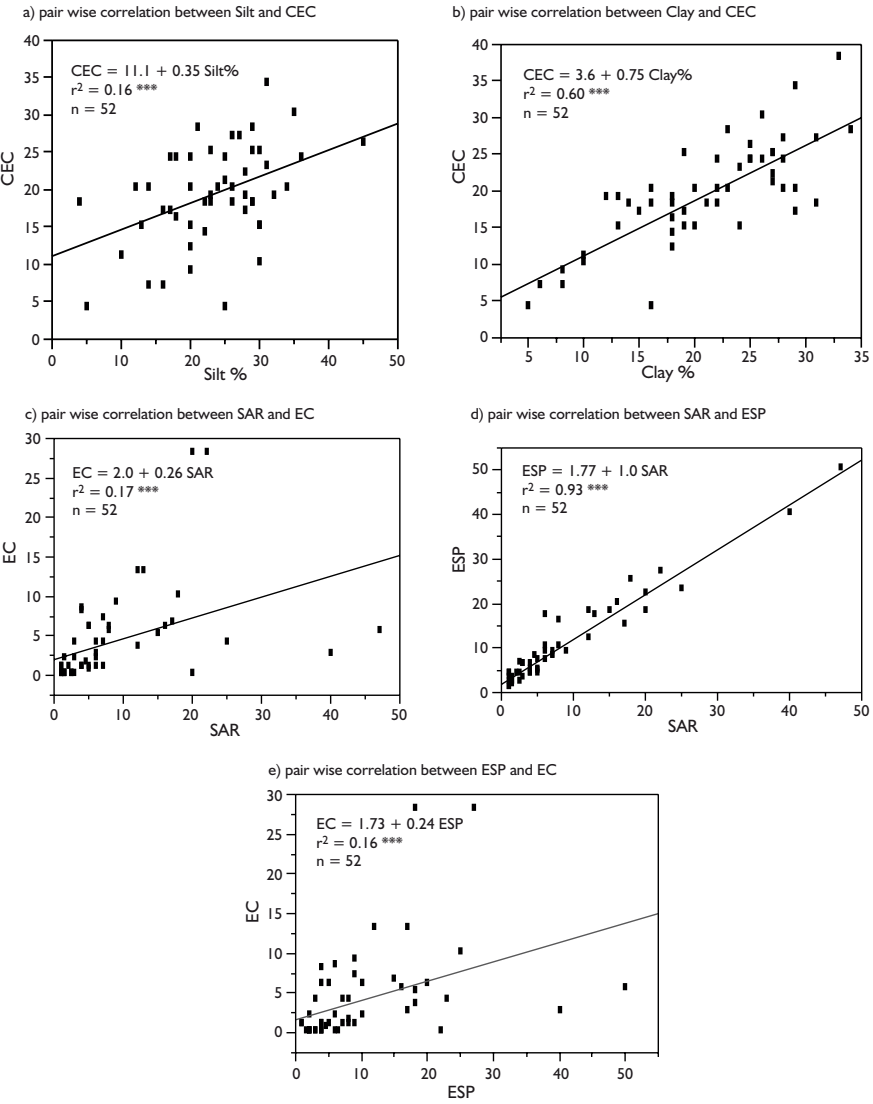 a) pair wise correlation between Silt and CEC
CEC = 11.1 + 0.35 Silt%
r² = 0.16 ***
n = 52
CEC
40
35
30
25
20
15
10
5
0
0 10 20 30 40 50
Silt %
b) pair wise correlation between Clay and CEC
CEC = 3.6 + 0.75 Clay%
r² = 0.60 ***
n = 52
CEC
40
35
30
25
20
15
10
5
0
5 10 15 20 25 30 35
Clay %
c) pair wise correlation between SAR and EC
EC = 2.0 + 0.26 SAR
r² = 0.17 ***
n = 52
EC
30
25
20
15
10
5
0
0 10 20 30 40 50
SAR
d) pair wise correlation between SAR and ESP
ESP = 1.77 + 1.0 SAR
r² = 0.93 ***
n = 52
ESP
50
40
30
20
10
0
0 10 20 30 40 50
SAR
e) pair wise correlation between ESP and EC
EC = 1.73 + 0.24 ESP
r² = 0.16 ***
n = 52
EC
30
25
20
15
10
5
0
0 10 20 30 40 50
ESP